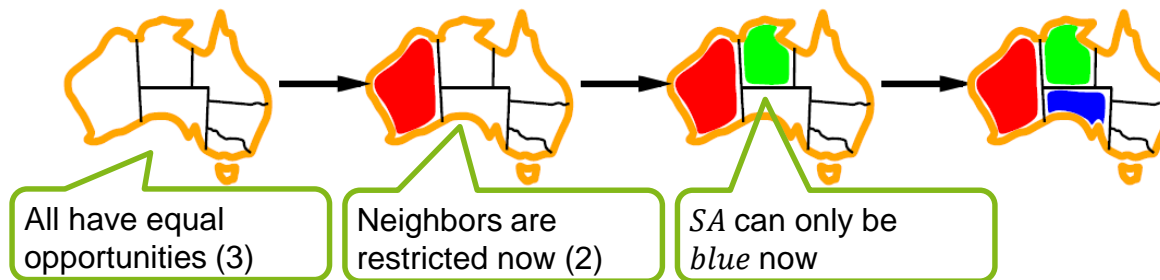 All have equal
opportunities (3)
Neighbors are
restricted now (2)
SA can only be
blue now